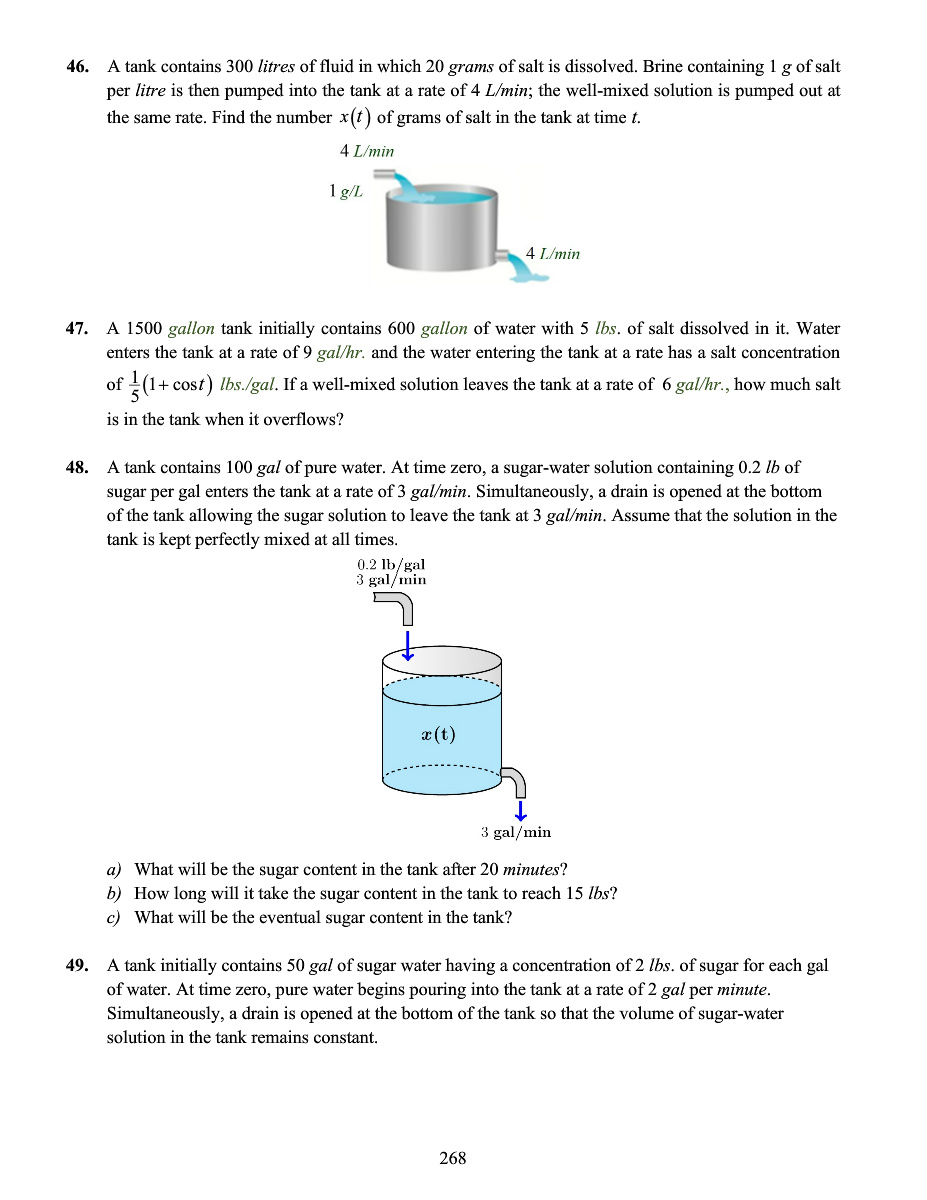 46. A tank contains 300 litres of fluid in which 20 grams of salt is dissolved. Brine containing 1 g of salt
per litre is then pumped into the tank at a rate of 4 L/min; the well-mixed solution is pumped out at
the same rate. Find the number x(t) of grams of salt in the tank at time t.
4 L/min
1 g/L
4 L/min
47. A 1500 gallon tank initially contains 600 gallon of water with 5 lbs. of salt dissolved in it. Water
enters the tank at a rate of 9 gal/hr. and the water entering the tank at a rate has a salt concentration
of 1/5(1+ cos t) lbs./gal. If a well-mixed solution leaves the tank at a rate of 6 gal/hr., how much salt
is in the tank when it overflows?
48. A tank contains 100 gal of pure water. At time zero, a sugar-water solution containing 0.2 lb of
sugar per gal enters the tank at a rate of 3 gal/min. Simultaneously, a drain is opened at the bottom
of the tank allowing the sugar solution to leave the tank at 3 gal/min. Assume that the solution in the
tank is kept perfectly mixed at all times.
0.2 lb/gal
3 gal/min
x(t)
3 gal/min
a) What will be the sugar content in the tank after 20 minutes?
b) How long will it take the sugar content in the tank to reach 15 lbs?
c) What will be the eventual sugar content in the tank?
49. A tank initially contains 50 gal of sugar water having a concentration of 2 lbs. of sugar for each gal
of water. At time zero, pure water begins pouring into the tank at a rate of 2 gal per minute.
Simultaneously, a drain is opened at the bottom of the tank so that the volume of sugar-water
solution in the tank remains constant.
268